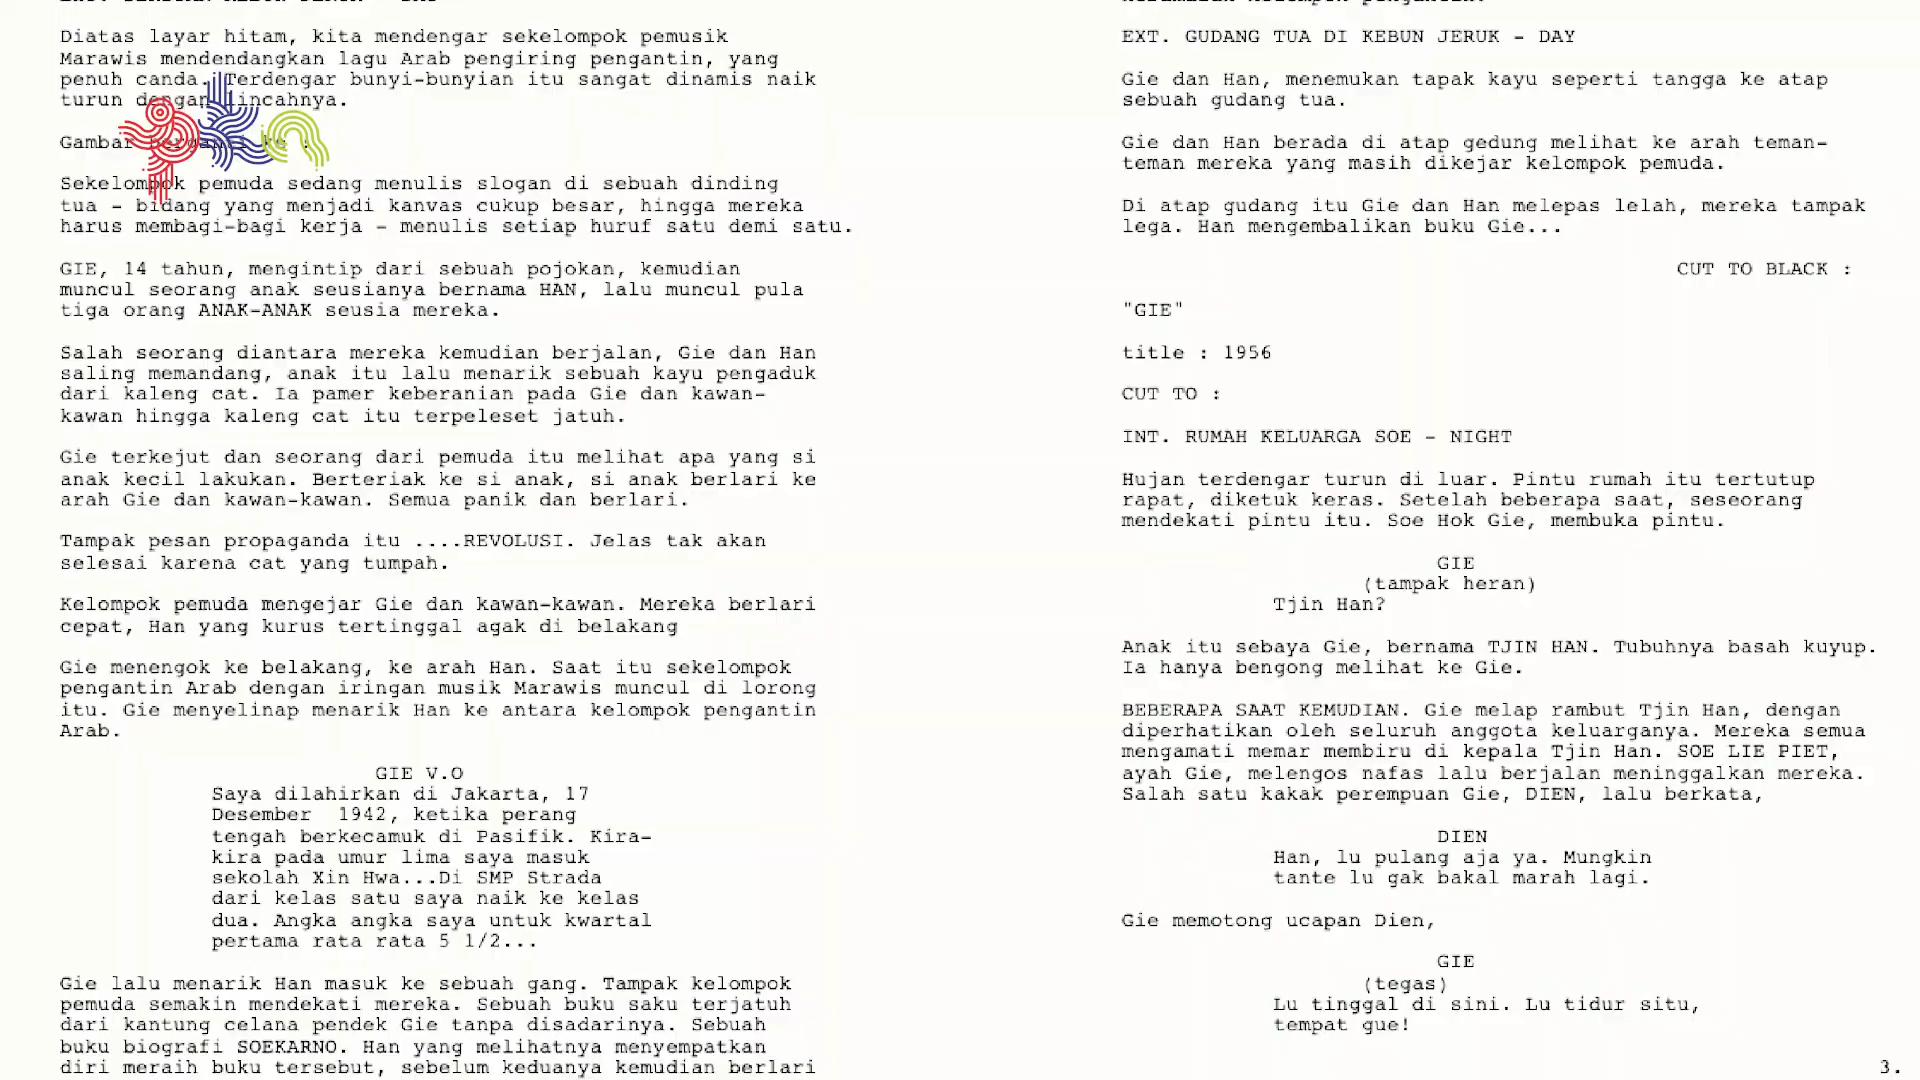 Diatas layar hitam, kita mendengar sekelompok pemusik
Marawis mendendangkan lagu Arab pengiring pengantin, yang
penuh canda. Terdengar bunyi-bunyian itu sangat dinamis naik
turun dengan lincahnya.
Gambar berganti ke :
Sekelompok pemuda sedang menulis slogan di sebuah dinding
tua - bidang yang menjadi kanvas cukup besar, hingga mereka
harus membagi-bagi kerja - menulis setiap huruf satu demi satu.
GIE, 14 tahun, mengintip dari sebuah pojokan, kemudian
muncul seorang anak seusianya bernama HAN, lalu muncul pula
tiga orang ANAK-ANAK seusia mereka.
Salah seorang diantara mereka kemudian berjalan, Gie dan Han
saling memandang, anak itu lalu menarik sebuah kayu pengaduk
dari kaleng cat. Ia pamer keberanian pada Gie dan kawan-
kawan hingga kaleng cat itu terpeleset jatuh.
Gie terkejut dan seorang dari pemuda itu melihat apa yang si
anak kecil lakukan. Berteriak ke si anak, si anak berlari ke
arah Gie dan kawan-kawan. Semua panik dan berlari.
Tampak pesan propaganda itu ....REVOLUSI. Jelas tak akan
selesai karena cat yang tumpah.
Kelompok pemuda mengejar Gie dan kawan-kawan. Mereka berlari
cepat, Han yang kurus tertinggal agak di belakang
Gie menengok ke belakang, ke arah Han. Saat itu sekelompok
pengantin Arab dengan iringan musik Marawis muncul di lorong
itu. Gie menyelinap menarik Han ke antara kelompok pengantin
Arab.
GIE V.O
Saya dilahirkan di Jakarta, 17
Desember 1942, ketika perang
tengah berkecamuk di Pasifik. Kira-
kira pada umur lima saya masuk
sekolah Xin Hwa...Di SMP Strada
dari kelas satu saya naik ke kelas
dua. Angka angka saya untuk kwartal
pertama rata rata 5 1/2...
Gie lalu menarik Han masuk ke sebuah gang. Tampak kelompok
pemuda semakin mendekati mereka. Sebuah buku saku terjatuh
dari kantung celana pendek Gie tanpa disadarinya. Sebuah
buku biografi SOEKARNO. Han yang melihatnya menyempatkan
diri meraih buku tersebut, sebelum keduanya kemudian berlari
EXT. GUDANG TUA DI KEBUN JERUK - DAY
Gie dan Han, menemukan tapak kayu seperti tangga ke atap
sebuah gudang tua.
Gie dan Han berada di atap gedung melihat ke arah teman-
teman mereka yang masih dikejar kelompok pemuda.
Di atap gudang itu Gie dan Han melepas lelah, mereka tampak
lega. Han mengembalikan buku Gie...
CUT TO BLACK :
"GIE"
title : 1956
CUT TO :
INT. RUMAH KELUARGA SOE - NIGHT
Hujan terdengar turun di luar. Pintu rumah itu tertutup
rapat, diketuk keras. Setelah beberapa saat, seseorang
mendekati pintu itu. Soe Hok Gie, membuka pintu.
GIE
(tampak heran)
Tjin Han?
Anak itu sebaya Gie, bernama TJIN HAN. Tubuhnya basah kuyup.
Ia hanya bengong melihat ke Gie.
BEBERAPA SAAT KEMUDIAN. Gie melap rambut Tjin Han, dengan
diperhatikan oleh seluruh anggota keluarganya. Mereka semua
mengamati memar membiru di kepala Tjin Han. SOE LIE PIET,
ayah Gie, melengos nafas lalu berjalan meninggalkan mereka.
Salah satu kakak perempuan Gie, DIEN, lalu berkata,
DIEN
Han, lu pulang aja ya. Mungkin
tante lu gak bakal marah lagi.
Gie memotong ucapan Dien,
GIE
(tegas)
Lu tinggal di sini. Lu tidur situ,
tempat gue!
3.